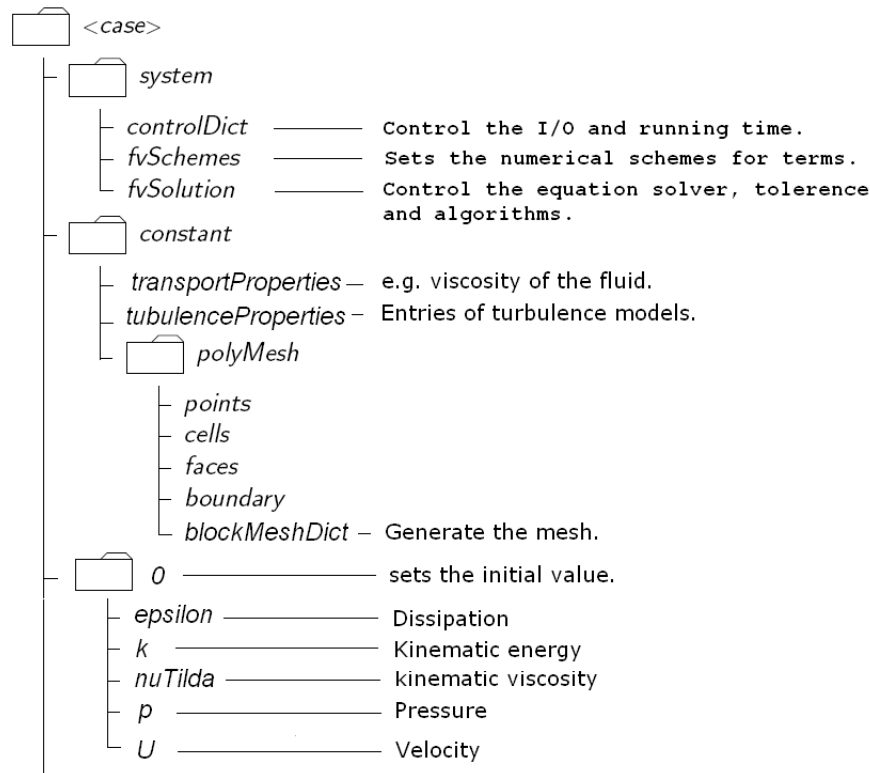 <case>
system
controlDict Control the I/O and running time.
fvSchemes Sets the numerical schemes for terms.
fvSolution Control the equation solver, tolerence
and algorithms.
constant
transportProperties e.g. viscosity of the fluid.
tubulenceProperties Entries of turbulence models.
polyMesh
points
cells
faces
boundary
blockMeshDict Generate the mesh.
0 sets the initial value.
epsilon Dissipation
k Kinematic energy
nuTilda kinematic viscosity
p Pressure
U Velocity